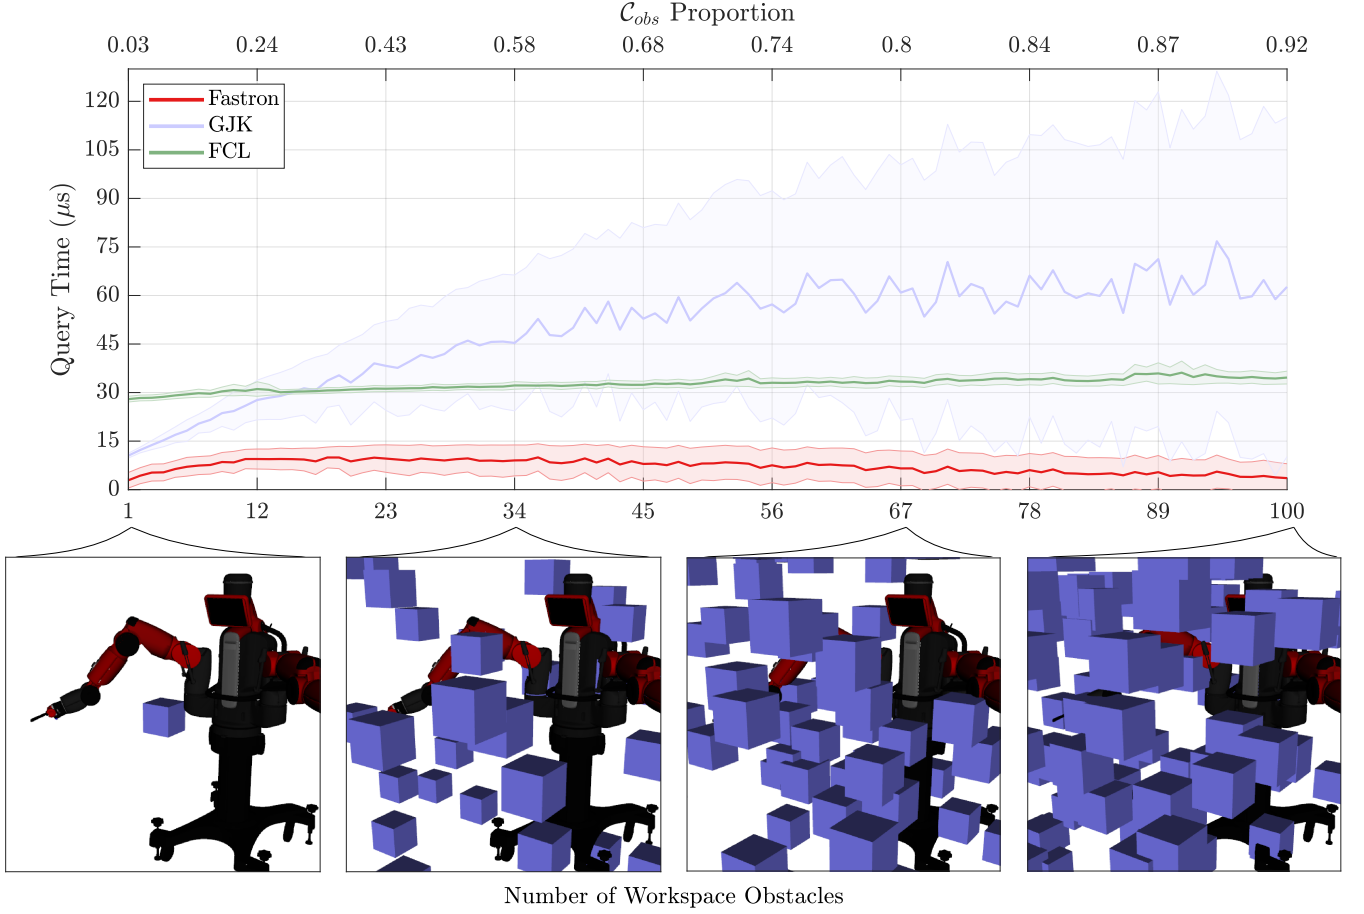 𝒞obs Proportion
0.03 0.24 0.43 0.58 0.68 0.74 0.8 0.84 0.87 0.92
Fastron
GJK
FCL
Query Time (μs)
120
105
90
75
60
45
30
15
0
1 12 23 34 45 56 67 78 89 100
Number of Workspace Obstacles